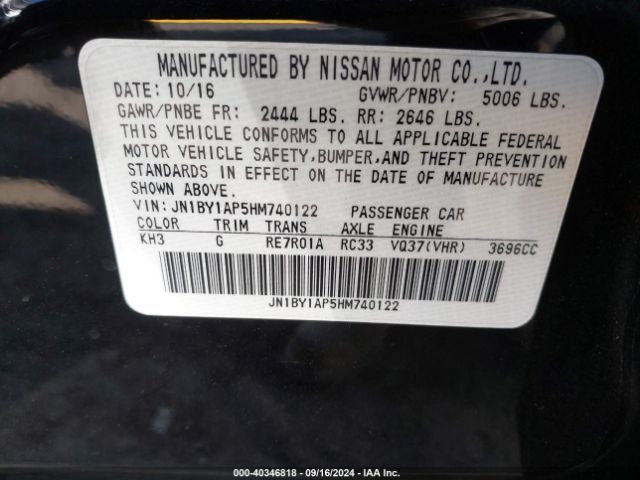 MANUFACTURED BY NISSAN MOTOR CO.,LTD.
DATE: 10/16 GVWR/PNBV: 5006 LBS.
GAWR/PNBE FR: 2444 LBS. RR: 2646 LBS.
THIS VEHICLE CONFORMS TO ALL APPLICABLE FEDERAL
MOTOR VEHICLE SAFETY,BUMPER,AND THEFT PREVENTION
STANDARDS IN EFFECT ON THE DATE OF MANUFACTURE
SHOWN ABOVE.
VIN: JN1BY1AP5HM740122 PASSENGER CAR
COLOR TRIM TRANS AXLE ENGINE
KH3 G RE7R01A RC33 VQ37(VHR) 3696CC
JN1BY1AP5HM740122
000-40346818 - 09/16/2024 - IAA Inc.